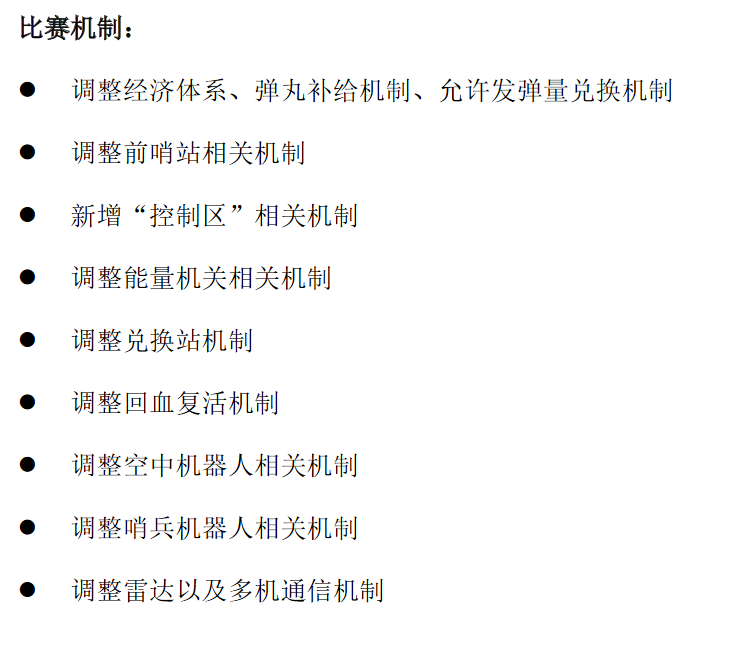 比赛机制：
● 调整经济体系、弹丸补给机制、允许发弹量兑换机制
● 调整前哨站相关机制
● 新增“控制区”相关机制
● 调整能量机关相关机制
● 调整兑换站机制
● 调整回血复活机制
● 调整空中机器人相关机制
● 调整哨兵机器人相关机制
● 调整雷达以及多机通信机制